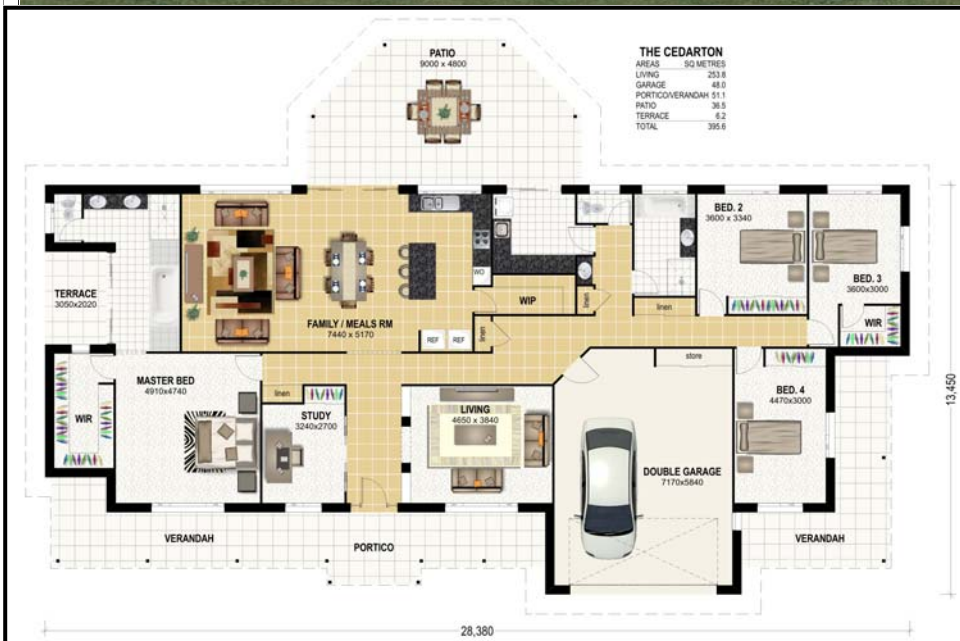 PATIO
9000 x 4800
THE CEDARTON
AREAS SQ METRES
LIVING 253.8
GARAGE 48.0
PORTICO/VERANDAH 51.1
PATIO 36.5
TERRACE 6.2
TOTAL 395.6
BED. 2
3600 x 3340
BED. 3
3600x3000
TERRACE
3050x2020
WO
WIP
linen
linen
WIR
FAMILY / MEALS RM
7440 x 5170
REF
REF
linen
store
MASTER BED
4910x4740
linen
BED. 4
4470x3000
WIR
STUDY
3240x2700
LIVING
4650 x 3840
13,450
DOUBLE GARAGE
7170x5640
VERANDAH
PORTICO
VERANDAH
28,380